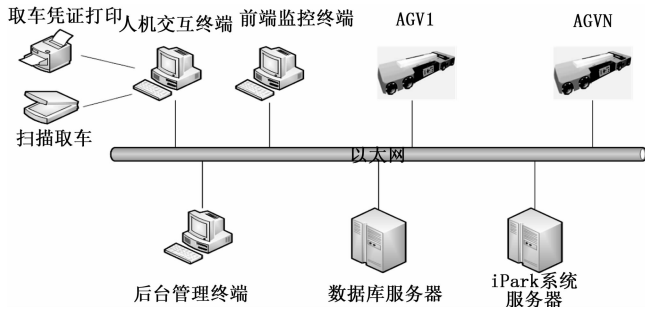 取车凭证打印
人机交互终端
前端监控终端
AGV1
AGVN
扫描取车
以太网
后台管理终端
数据库服务器
iPark系统
服务器